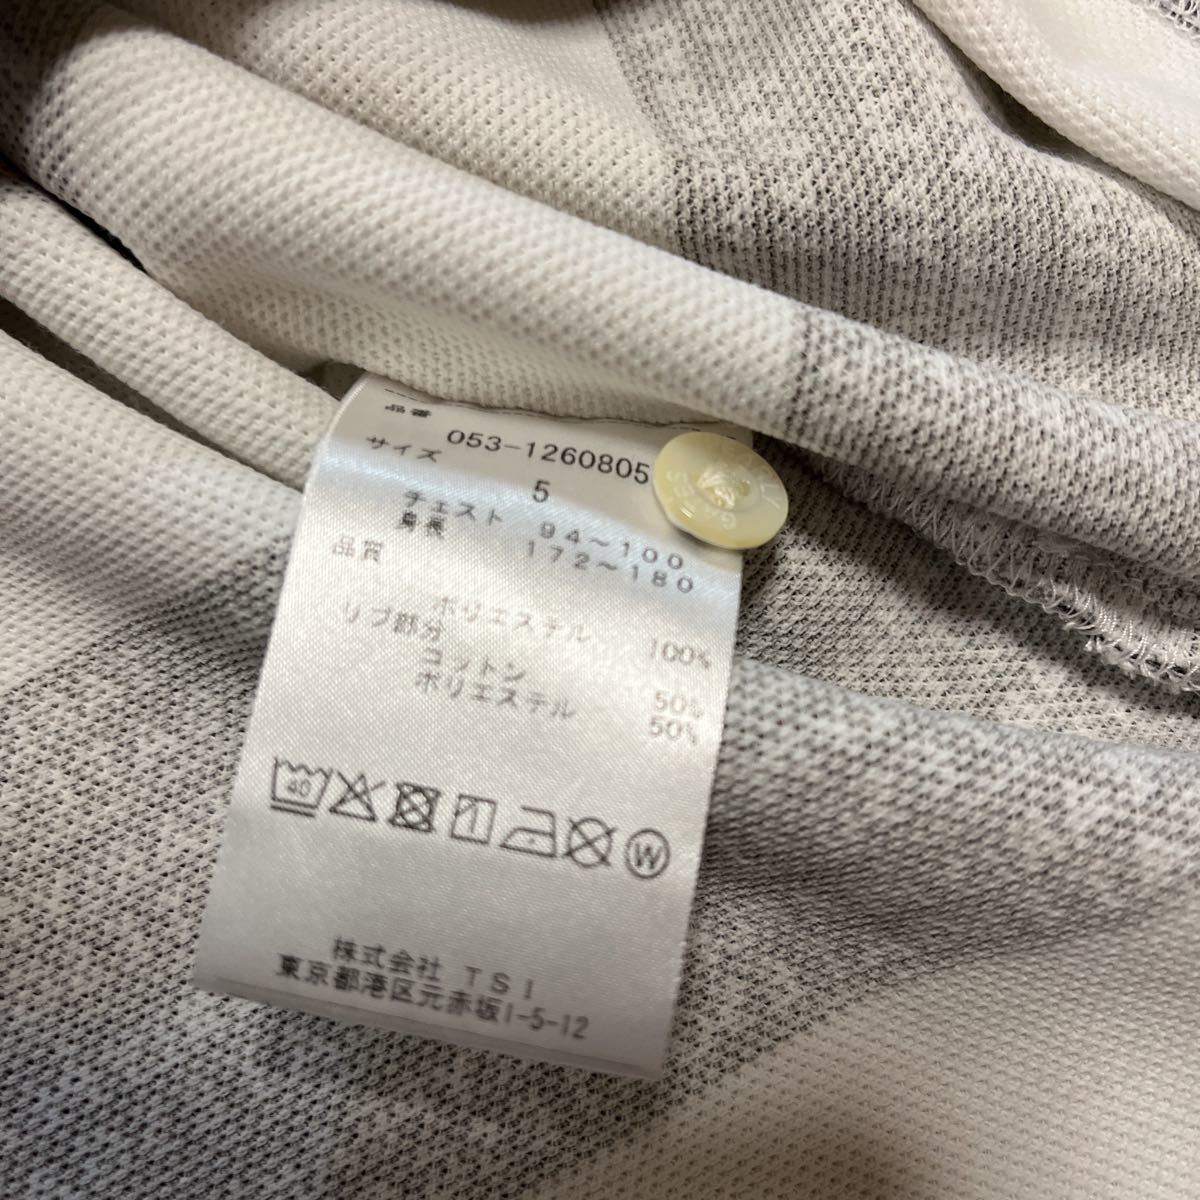 品番
053-1260805
サイズ
5
チェスト 94～100
身長 172～180
品質
ポリエステル 100%
リブ部分
コットン 50%
ポリエステル 50%
40
W
株式会社 TSI
東京都港区元赤坂1-5-12
GATES